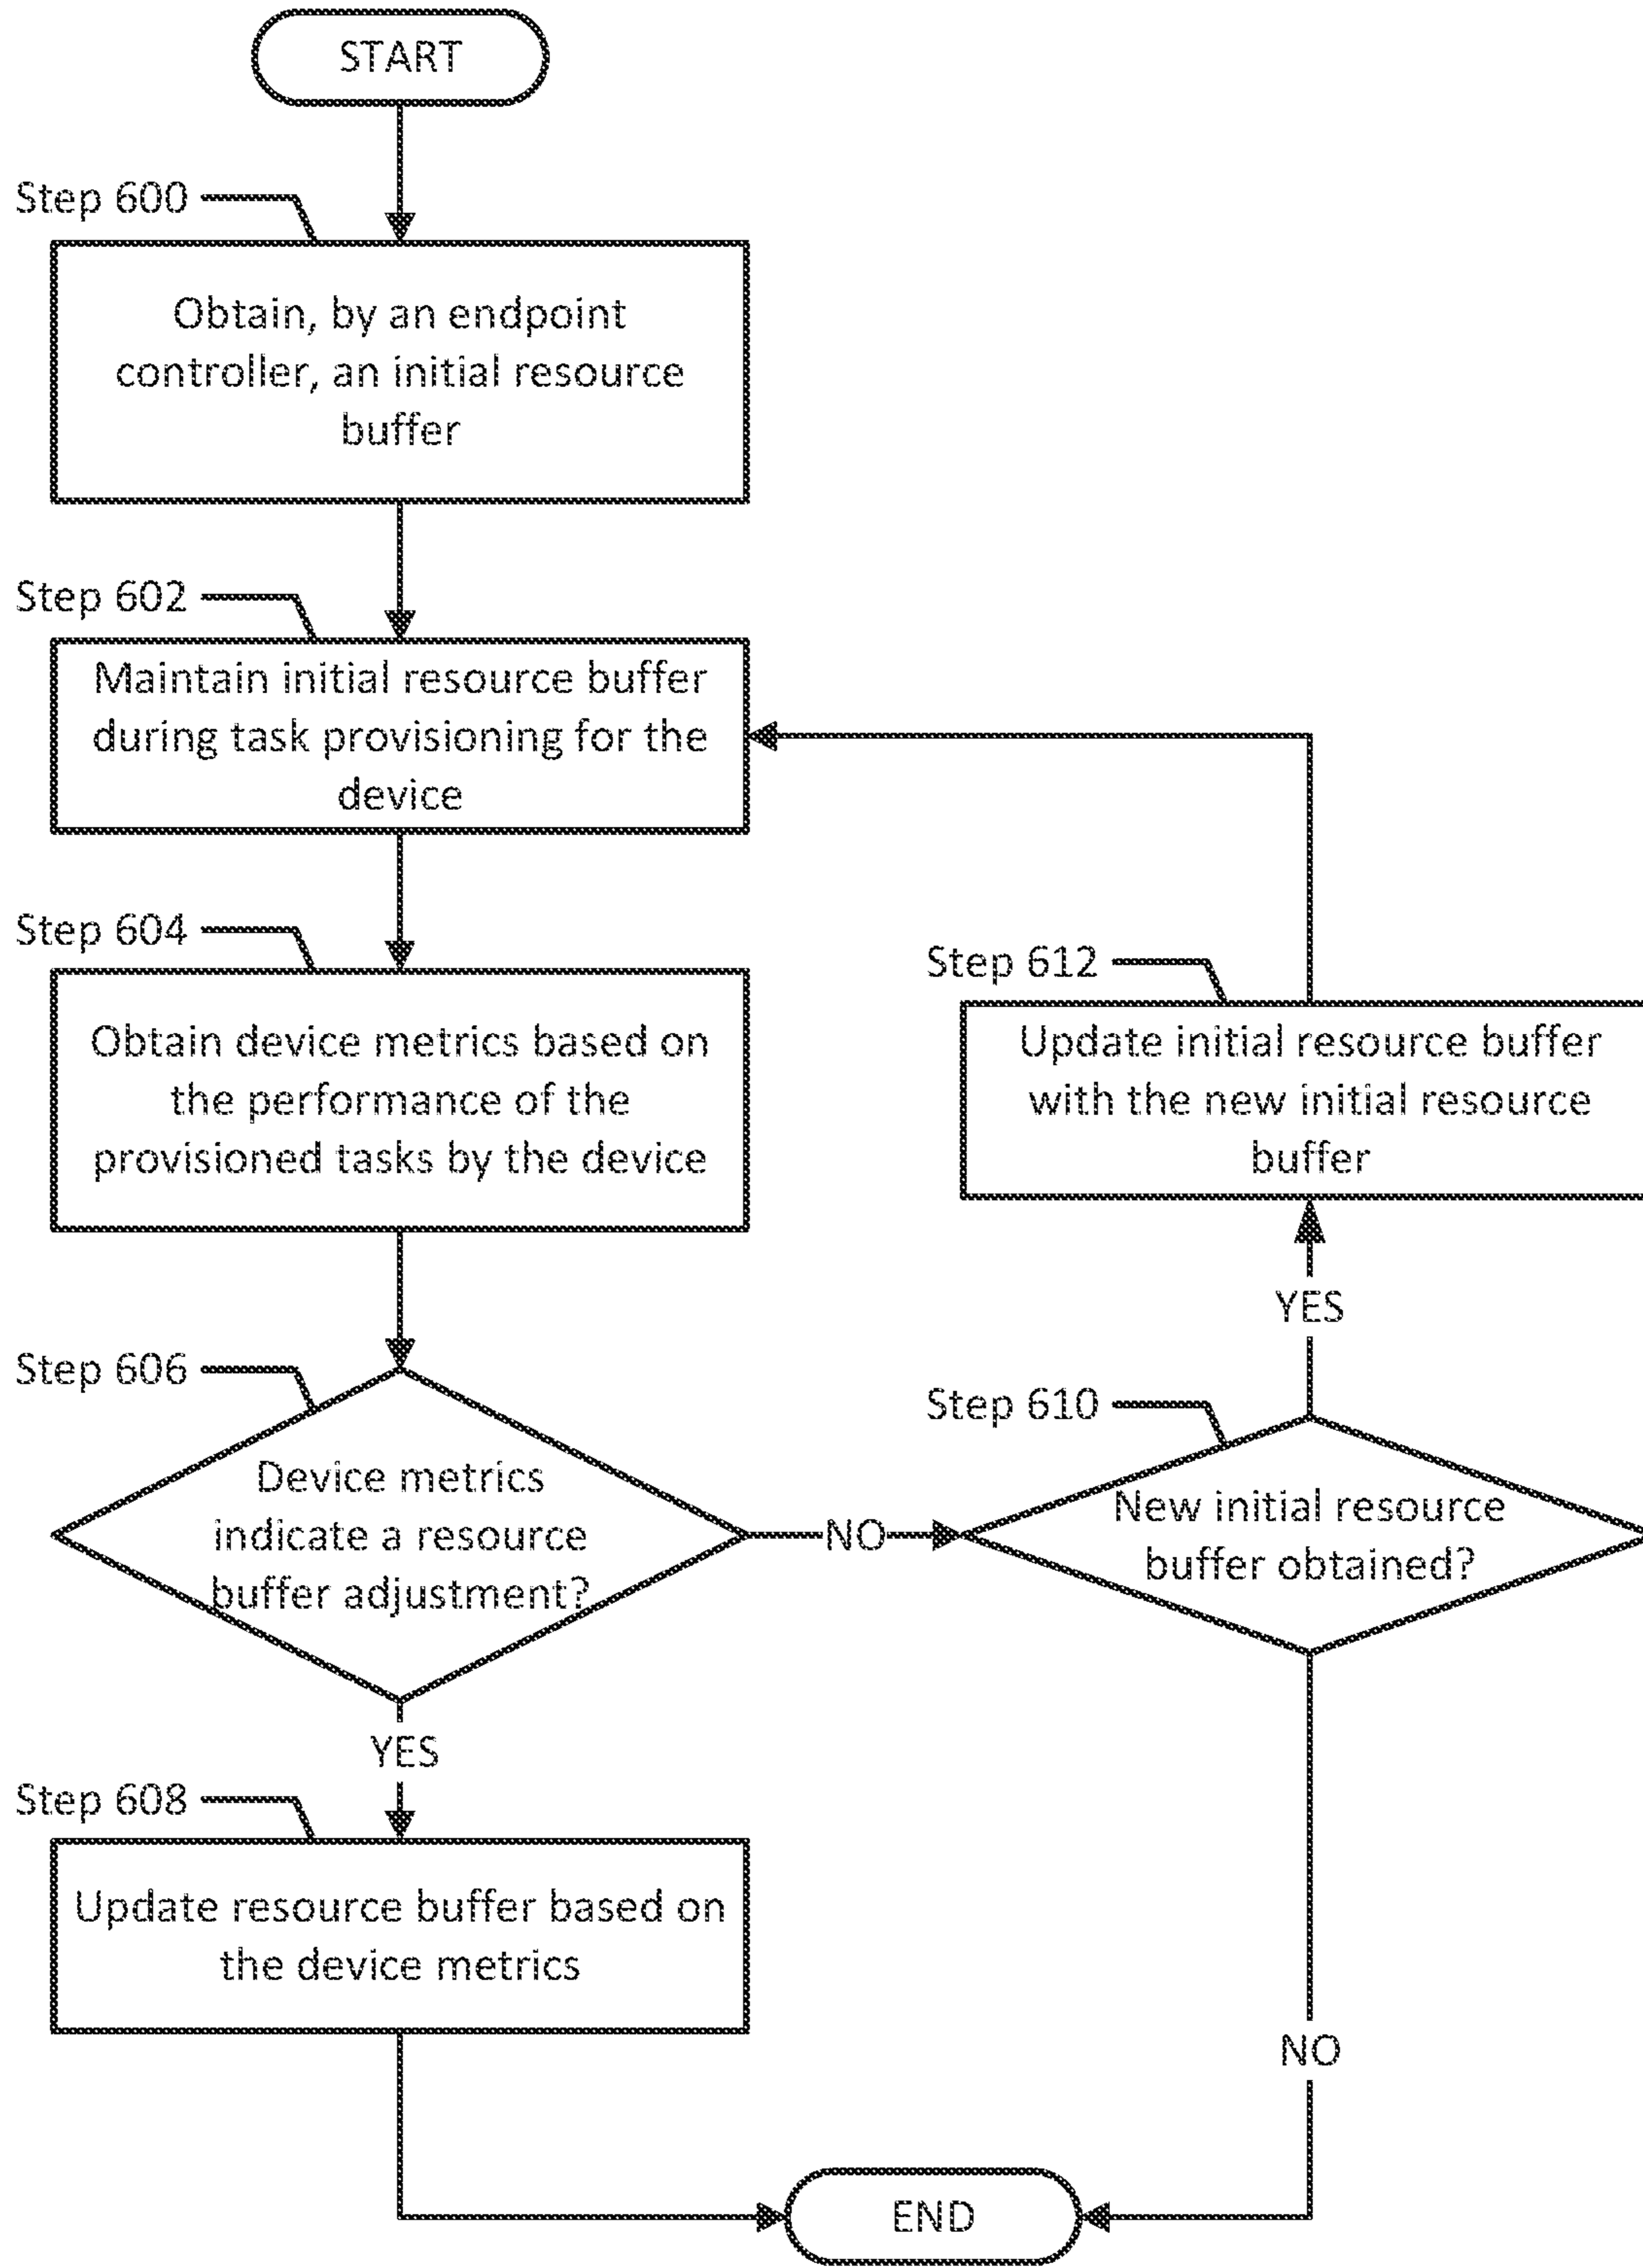 START
Step 600
Obtain, by an endpoint
controller, an initial resource
buffer
Step 602
Maintain initial resource buffer
during task provisioning for the
device
Step 604
Obtain device metrics based on
the performance of the
provisioned tasks by the device
Step 606
Device metrics
indicate a resource
buffer adjustment?
NO
YES
Step 608
Update resource buffer based on
the device metrics
Step 612
Update initial resource buffer
with the new initial resource
buffer
YES
Step 610
New initial resource
buffer obtained?
NO
END